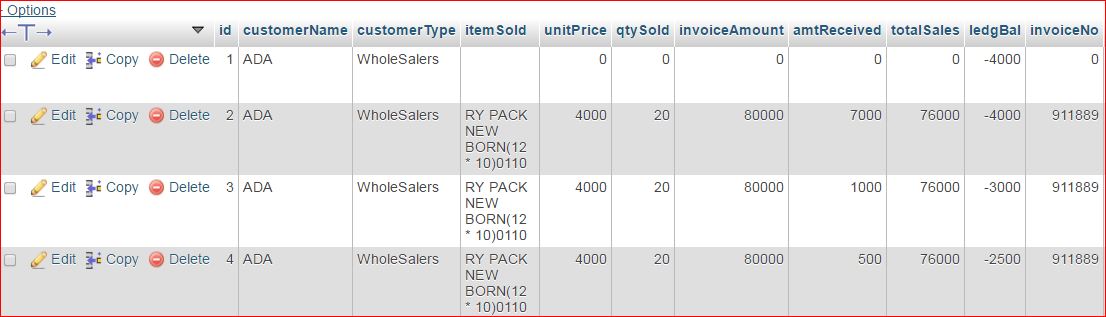 Options
←T→ id customerName customerType itemSold unitPrice qtySold invoiceAmount amtReceived totalSales ledgBal invoiceNo
Edit Copy Delete 1 ADA WholeSalers 0 0 0 0 0 -4000 0
Edit Copy Delete 2 ADA WholeSalers RY PACK 4000 20 80000 7000 76000 -4000 911889
NEW
BORN(12
* 10)0110
Edit Copy Delete 3 ADA WholeSalers RY PACK 4000 20 80000 1000 76000 -3000 911889
NEW
BORN(12
* 10)0110
Edit Copy Delete 4 ADA WholeSalers RY PACK 4000 20 80000 500 76000 -2500 911889
NEW
BORN(12
* 10)0110